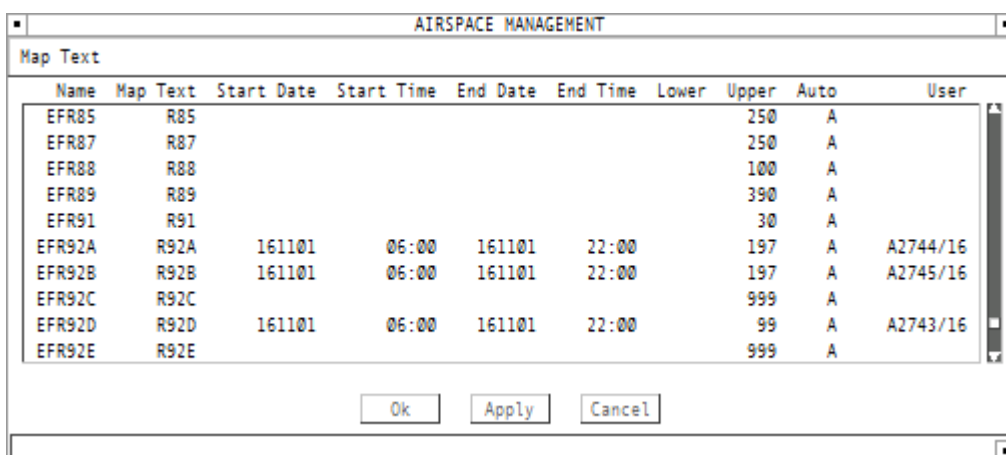 AIRSPACE MANAGEMENT
Map Text
Name Map Text Start Date Start Time End Date End Time Lower Upper Auto User
EFR85 R85 250 A
EFR87 R87 250 A
EFR88 R88 100 A
EFR89 R89 390 A
EFR91 R91 30 A
EFR92A R92A 161101 06:00 161101 22:00 197 A A2744/16
EFR92B R92B 161101 06:00 161101 22:00 197 A A2745/16
EFR92C R92C 999 A
EFR92D R92D 161101 06:00 161101 22:00 99 A A2743/16
EFR92E R92E 999 A
Ok Apply Cancel